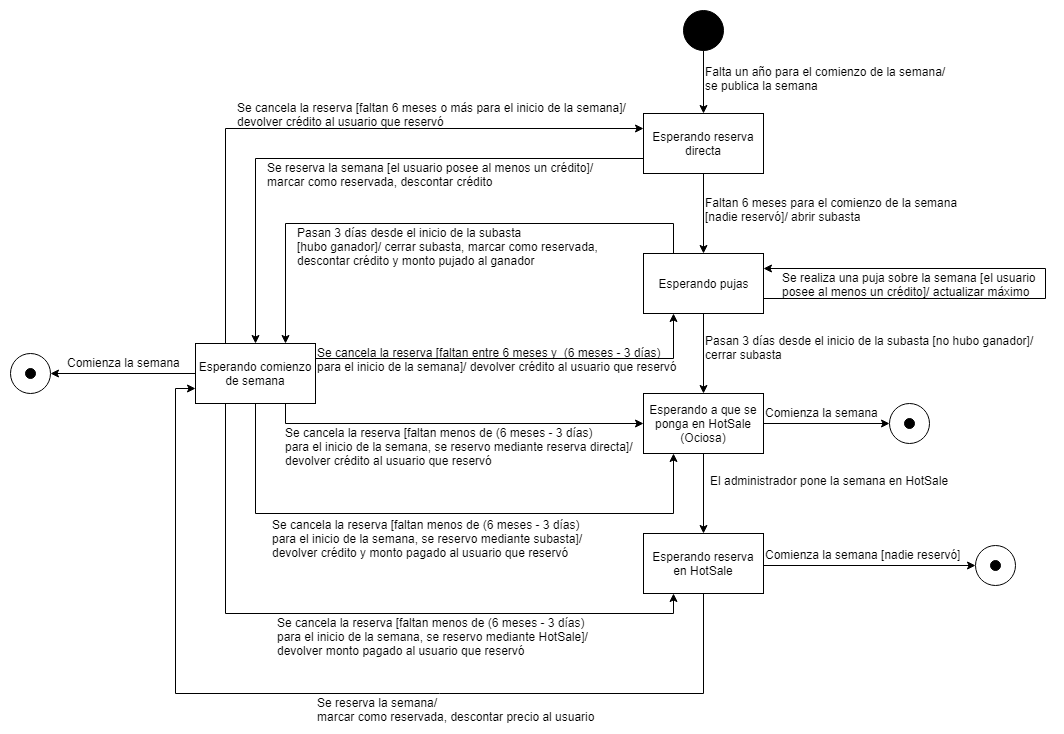 Falta un año para el comienzo de la semana/
se publica la semana
Se cancela la reserva [faltan 6 meses o más para el inicio de la semana]/
devolver crédito al usuario que reservó
Esperando reserva
directa
Se reserva la semana [el usuario posee al menos un crédito]/
marcar como reservada, descontar crédito
Faltan 6 meses para el comienzo de la semana
[nadie reservó]/ abrir subasta
Pasan 3 días desde el inicio de la subasta
[hubo ganador]/ cerrar subasta, marcar como reservada,
descontar crédito y monto pujado al ganador
Esperando pujas
Se realiza una puja sobre la semana [el usuario
posee al menos un crédito]/ actualizar máximo
Pasan 3 días desde el inicio de la subasta [no hubo ganador]/
cerrar subasta
Comienza la semana
Esperando comienzo
de semana
Se cancela la reserva [faltan entre 6 meses y (6 meses - 3 días)
para el inicio de la semana]/ devolver crédito al usuario que reservó
Esperando a que se
ponga en HotSale
(Ociosa)
Comienza la semana
Se cancela la reserva [faltan menos de (6 meses - 3 días)
para el inicio de la semana, se reservo mediante reserva directa]/
devolver crédito al usuario que reservó
El administrador pone la semana en HotSale
Se cancela la reserva [faltan menos de (6 meses - 3 días)
para el inicio de la semana, se reservo mediante subasta]/
devolver crédito y monto pagado al usuario que reservó
Esperando reserva
en HotSale
Comienza la semana [nadie reservó]
Se cancela la reserva [faltan menos de (6 meses - 3 días)
para el inicio de la semana, se reservo mediante HotSale]/
devolver monto pagado al usuario que reservó
Se reserva la semana/
marcar como reservada, descontar precio al usuario